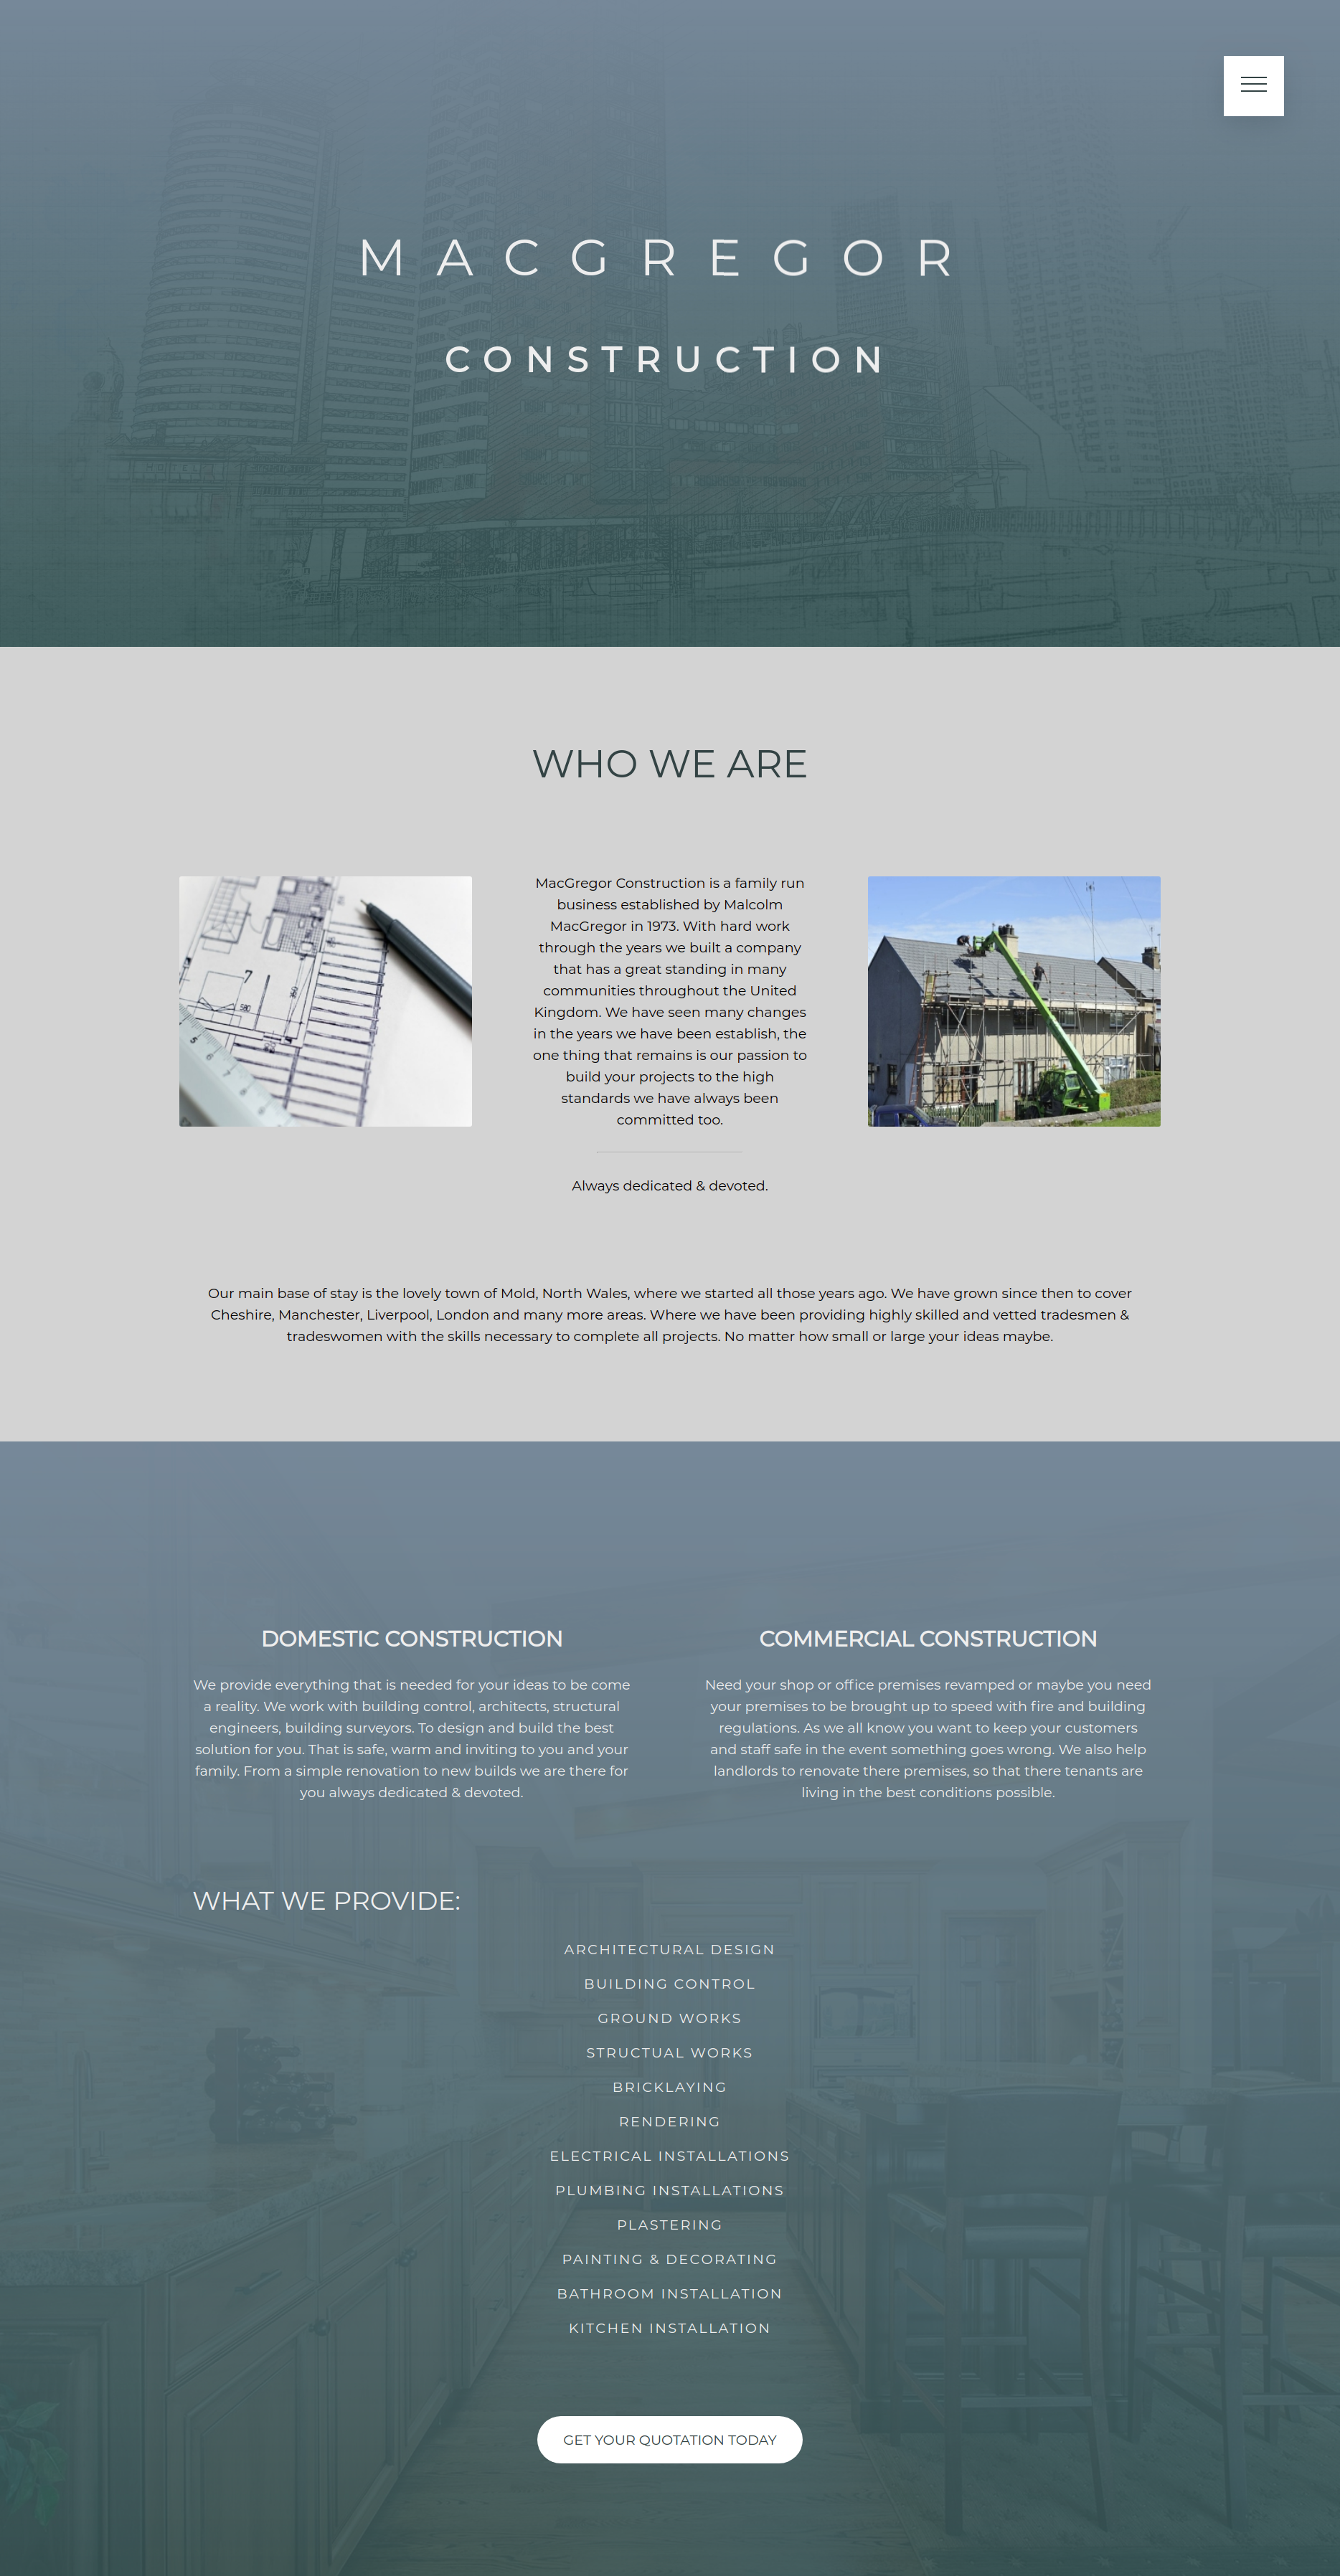 MACGREGOR
CONSTRUCTION
WHO WE ARE
MacGregor Construction is a family run
business established by Malcolm
MacGregor in 1973. With hard work
through the years we built a company
that has a great standing in many
communities throughout the United
Kingdom. We have seen many changes
in the years we have been establish, the
one thing that remains is our passion to
build your projects to the high
standards we have always been
committed too.
Always dedicated & devoted.
Our main base of stay is the lovely town of Mold, North Wales, where we started all those years ago. We have grown since then to cover
Cheshire, Manchester, Liverpool, London and many more areas. Where we have been providing highly skilled and vetted tradesmen &
tradeswomen with the skills necessary to complete all projects. No matter how small or large your ideas maybe.
DOMESTIC CONSTRUCTION
We provide everything that is needed for your ideas to be come
a reality. We work with building control, architects, structural
engineers, building surveyors. To design and build the best
solution for you. That is safe, warm and inviting to you and your
family. From a simple renovation to new builds we are there for
you always dedicated & devoted.
COMMERCIAL CONSTRUCTION
Need your shop or office premises revamped or maybe you need
your premises to be brought up to speed with fire and building
regulations. As we all know you want to keep your customers
and staff safe in the event something goes wrong. We also help
landlords to renovate there premises, so that there tenants are
living in the best conditions possible.
WHAT WE PROVIDE:
ARCHITECTURAL DESIGN
BUILDING CONTROL
GROUND WORKS
STRUCTUAL WORKS
BRICKLAYING
RENDERING
ELECTRICAL INSTALLATIONS
PLUMBING INSTALLATIONS
PLASTERING
PAINTING & DECORATING
BATHROOM INSTALLATION
KITCHEN INSTALLATION
GET YOUR QUOTATION TODAY